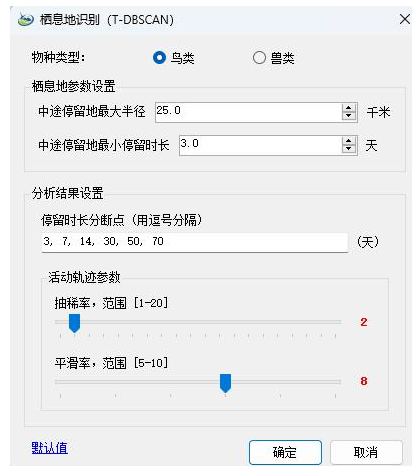 栖息地识别（T-DBSCAN）
物种类型： 鸟类 兽类
栖息地参数设置
中途停留地最大半径 25.0 千米
中途停留地最小停留时长 3.0 天
分析结果设置
停留时长分断点（用逗号分隔）
3, 7, 14, 30, 50, 70 (天)
活动轨迹参数
抽稀率，范围 [1-20]
2
平滑率，范围 [5-10]
8
默认值 确定 取消